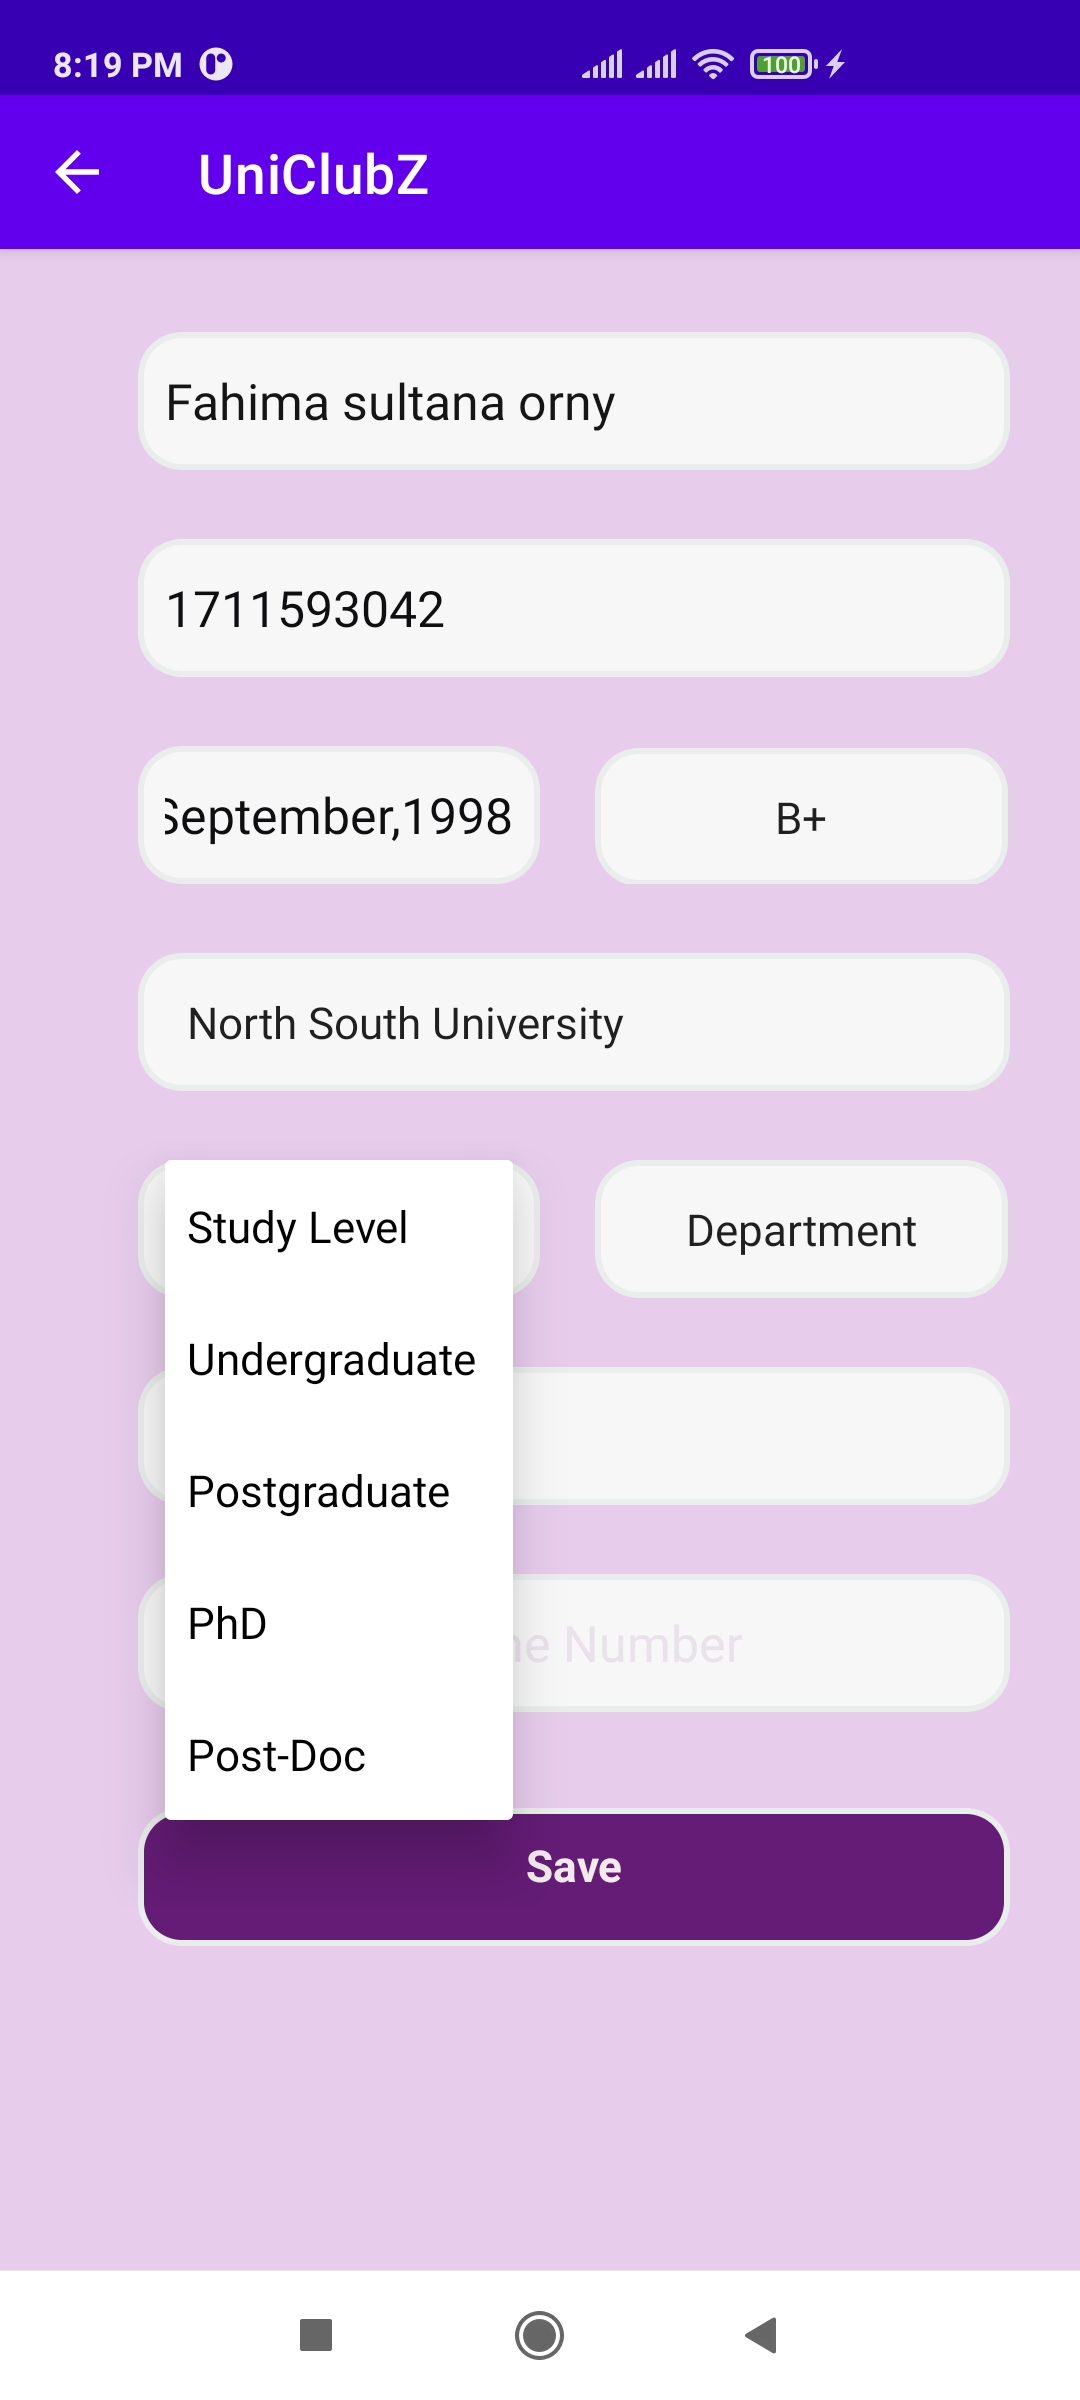 8:19 PM 100
UniClubZ
Fahima sultana orny
1711593042
September,1998
B+
North South University
Study Level
Department
Undergraduate
Postgraduate
PhD
Number
Post-Doc
Save